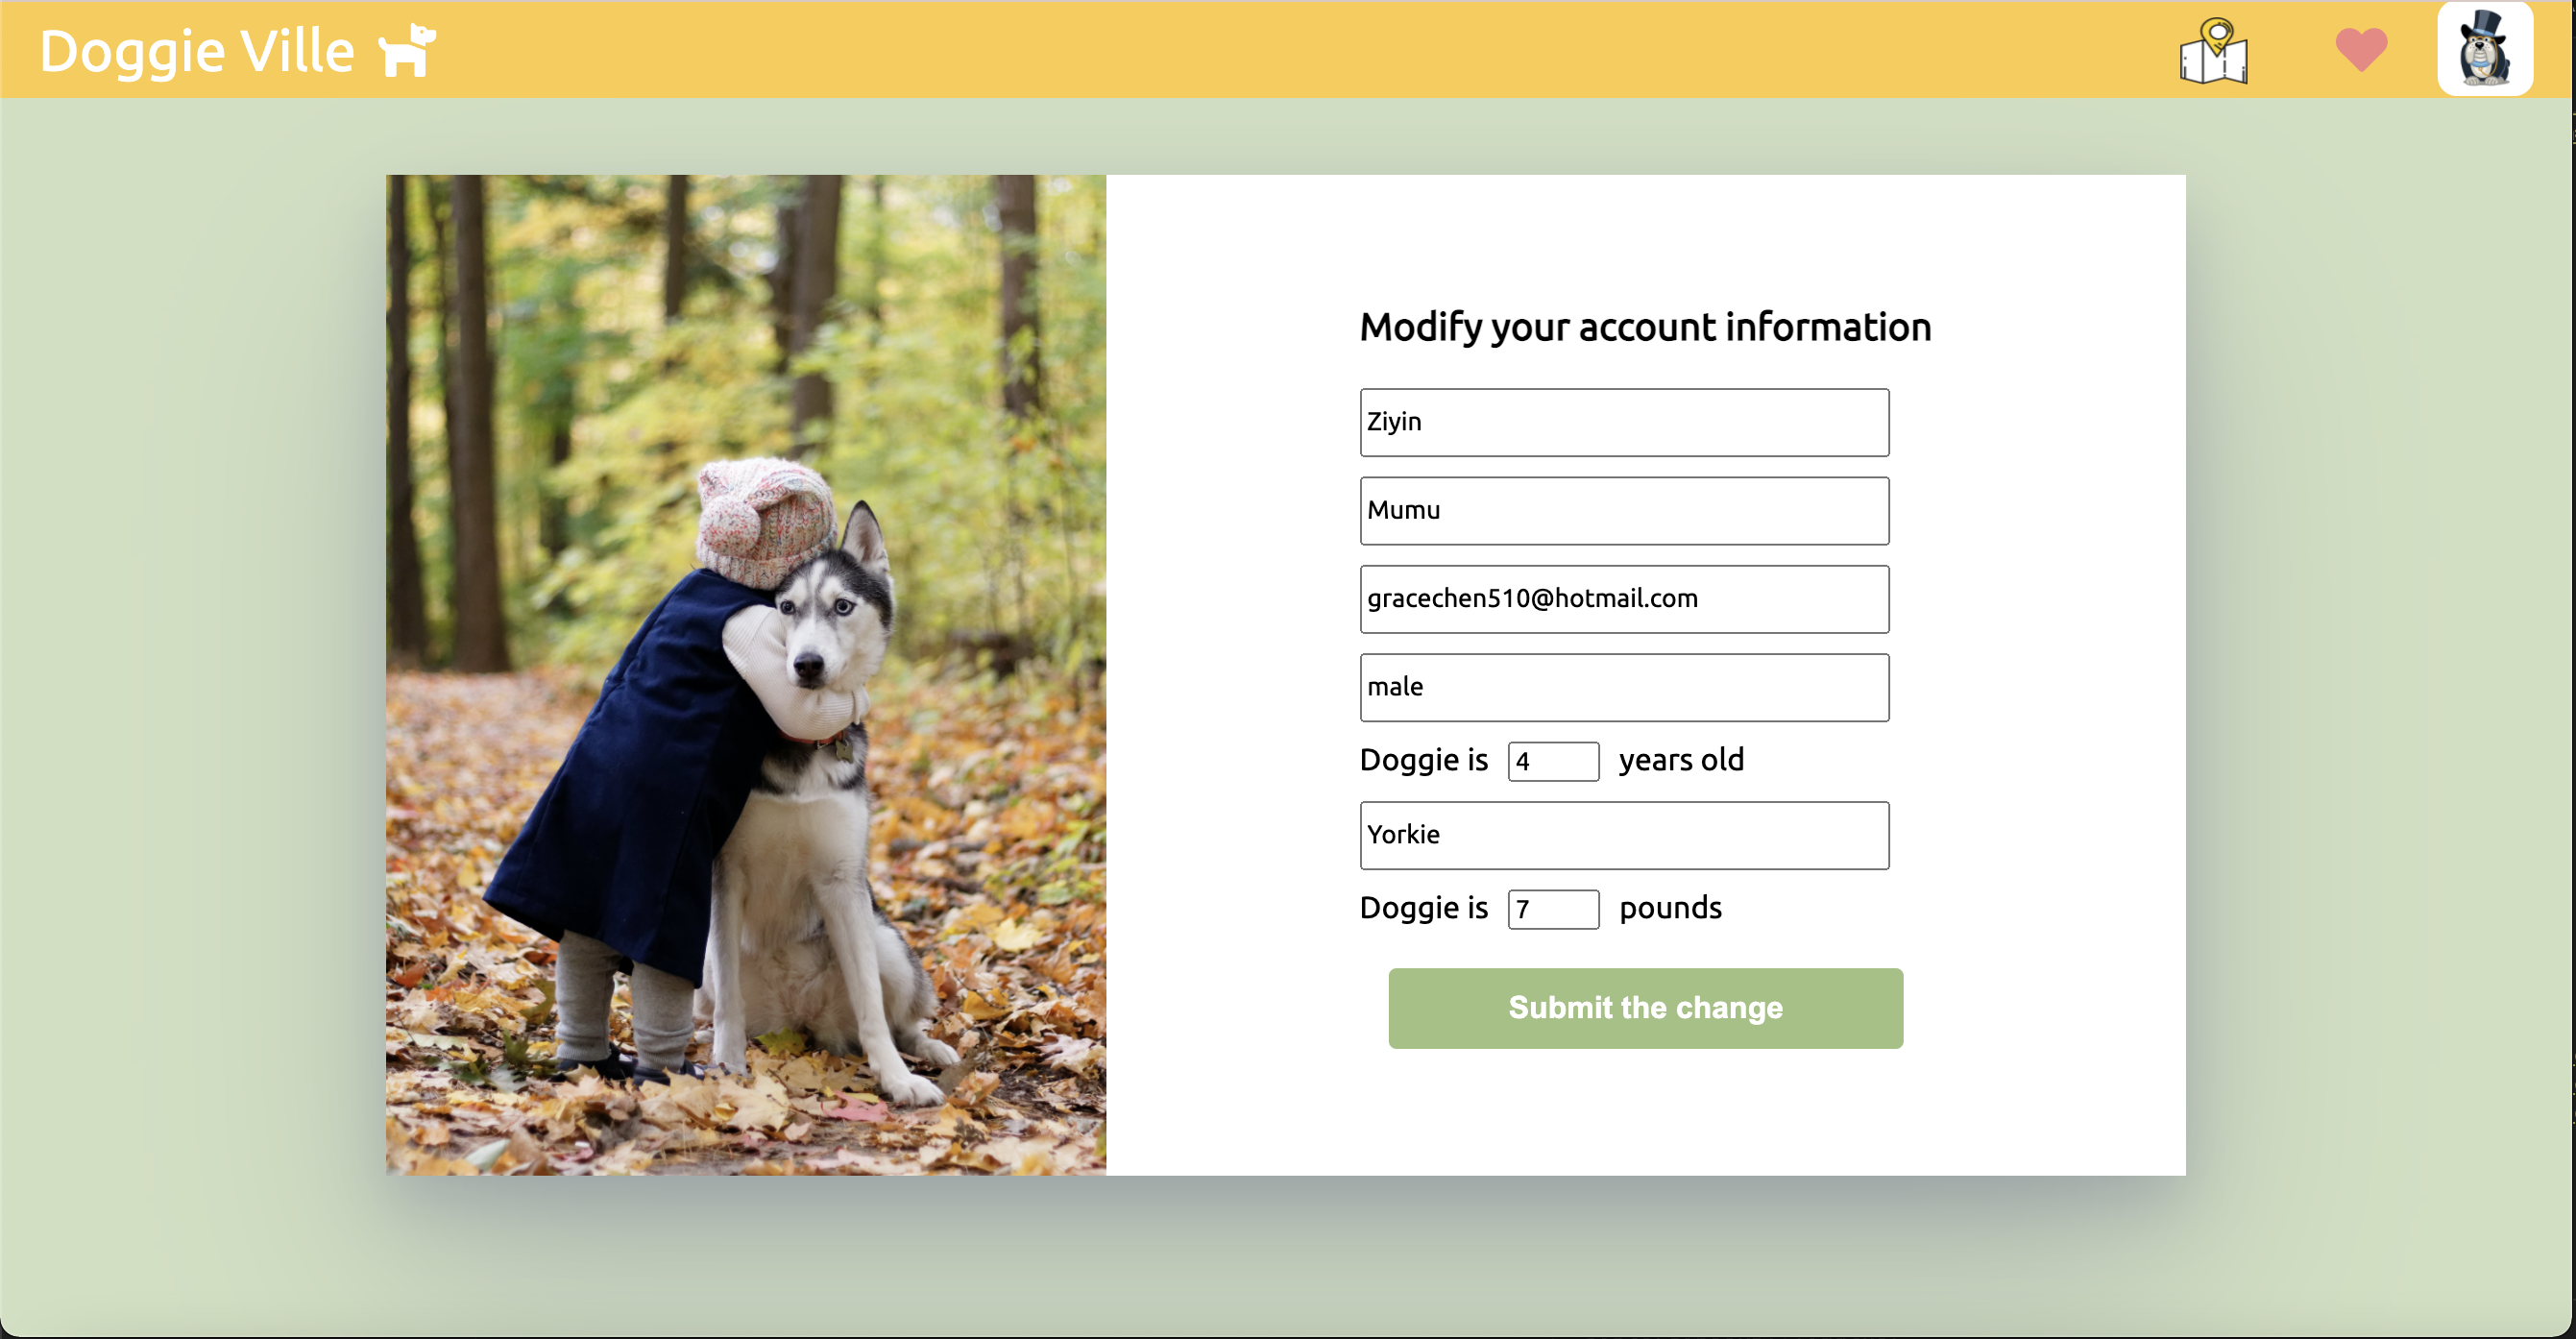 Doggie Ville
Modify your account information
Ziyin
Mumu
gracechen510@hotmail.com
male
Doggie is 4 years old
Yorkie
Doggie is 7 pounds
Submit the change